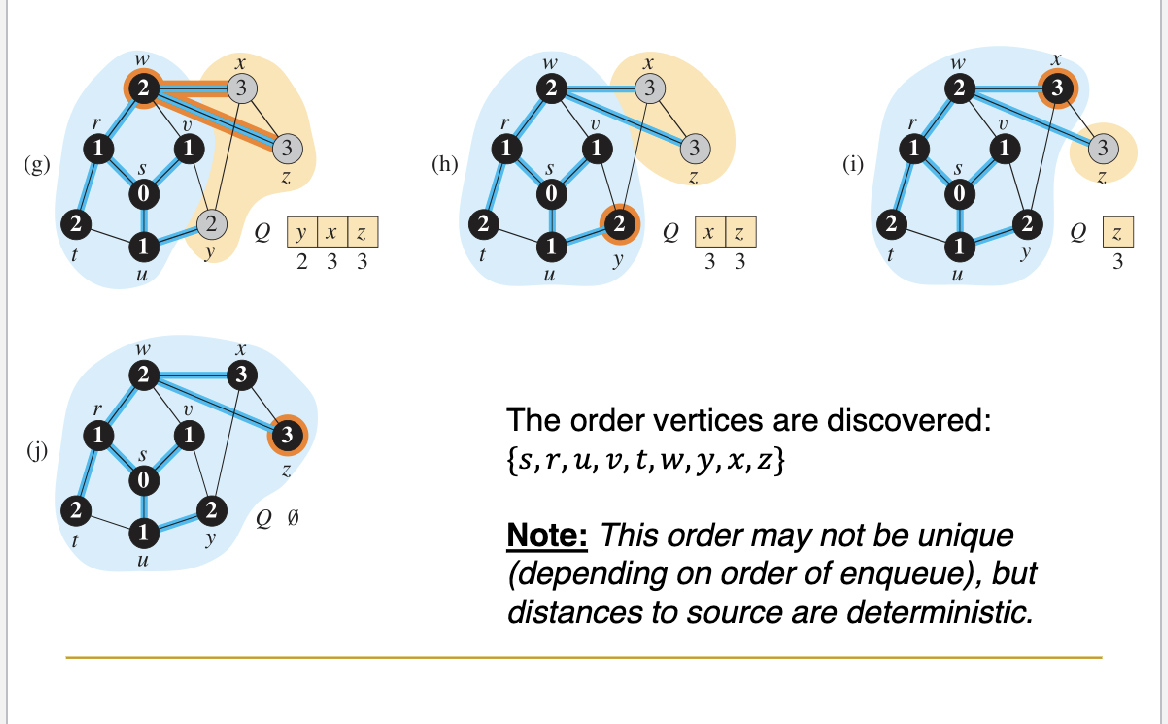 w x w x w x
2 3 2 3 2 3
r v r v r v
1 1 3 1 1 3 1 1 3
(g) s z (h) s z (i) s z
0 0 0
2 2 Q y x z 2 2 Q x z 2 2 Q z
t 1 y 2 3 3 t 1 y 3 3 t 1 y 3
u u u
w x
2 3
r v
1 1 3
(j) s z
0
2 2 Q ∅
t 1 y
u
The order vertices are discovered:
{s, r, u, v, t, w, y, x, z}
Note: This order may not be unique
(depending on order of enqueue), but
distances to source are deterministic.